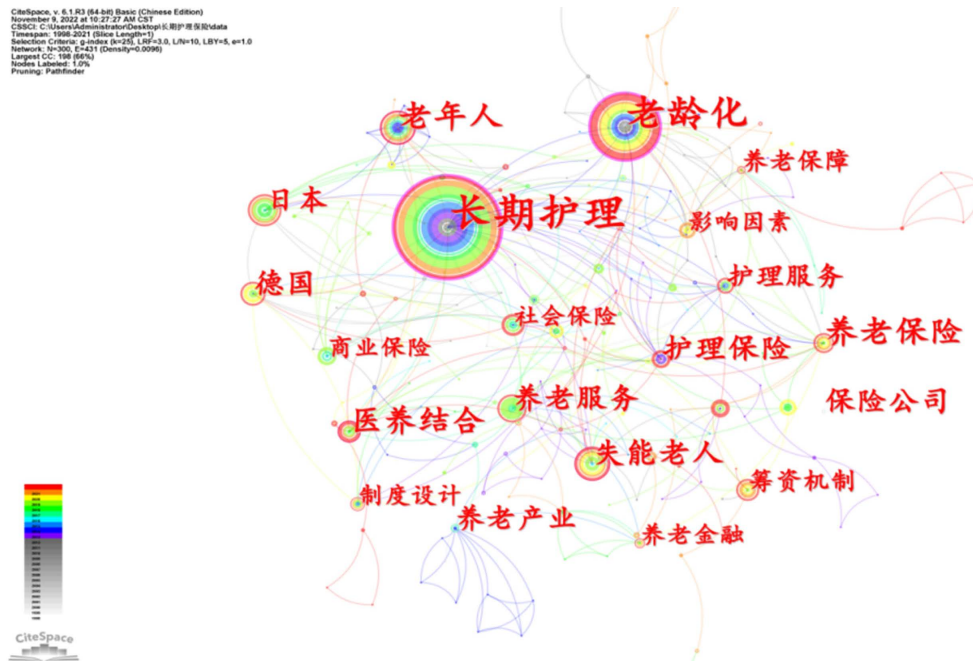 CiteSpace, v. 6.1.R3 (64-bit) Basic (Chinese Edition)
November 9, 2022 at 10:27:27 AM CST
CSSCI: C:\Users\Administrator\Desktop\长期护理保险\data
Timespan: 1998-2021 (Slice Length=1)
Selection Criteria: g-index (k=25), LRF=3.0, L/N=10, LBY=5, e=1.0
Network: N=300, E=431 (Density=0.0096)
Largest CC: 198 (66%)
Nodes Labeled: 1.0%
Pruning: Pathfinder
老年人
老龄化
养老保障
日本
长期护理
影响因素
德国
护理服务
社会保险
商业保险
护理保险
养老保险
养老服务
保险公司
医养结合
失能老人
制度设计
筹资机制
养老产业
养老金融
CiteSpace